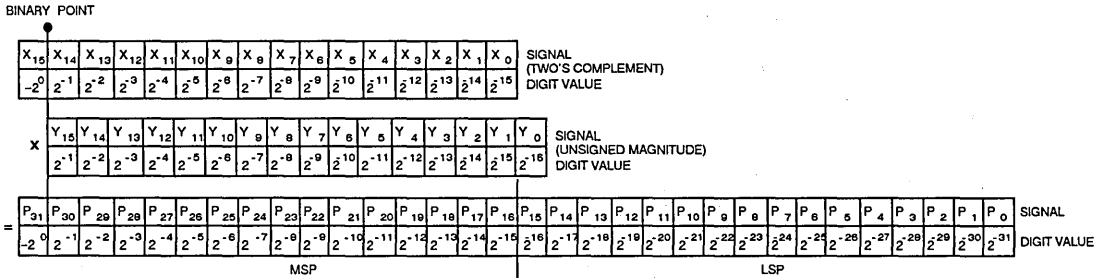 BINARY POINT
X15 X14 X13 X12 X11 X10 X9 X8 X7 X6 X5 X4 X3 X2 X1 X0 SIGNAL
(TWO'S COMPLEMENT)
-2^0 2^-1 2^-2 2^-3 2^-4 2^-5 2^-6 2^-7 2^-8 2^-9 2^-10 2^-11 2^-12 2^-13 2^-14 2^-15 DIGIT VALUE
x Y15 Y14 Y13 Y12 Y11 Y10 Y9 Y8 Y7 Y6 Y5 Y4 Y3 Y2 Y1 Y0 SIGNAL
(UNSIGNED MAGNITUDE)
2^-1 2^-2 2^-3 2^-4 2^-5 2^-6 2^-7 2^-8 2^-9 2^-10 2^-11 2^-12 2^-13 2^-14 2^-15 2^-16 DIGIT VALUE
= P31 P30 P29 P28 P27 P26 P25 P24 P23 P22 P21 P20 P19 P18 P17 P16 P15 P14 P13 P12 P11 P10 P9 P8 P7 P6 P5 P4 P3 P2 P1 P0 SIGNAL
-2^0 2^-1 2^-2 2^-3 2^-4 2^-5 2^-6 2^-7 2^-8 2^-9 2^-10 2^-11 2^-12 2^-13 2^-14 2^-15 2^-16 2^-17 2^-18 2^-19 2^-20 2^-21 2^-22 2^-23 2^-24 2^-25 2^-26 2^-27 2^-28 2^-29 2^-30 2^-31 DIGIT VALUE
MSP LSP